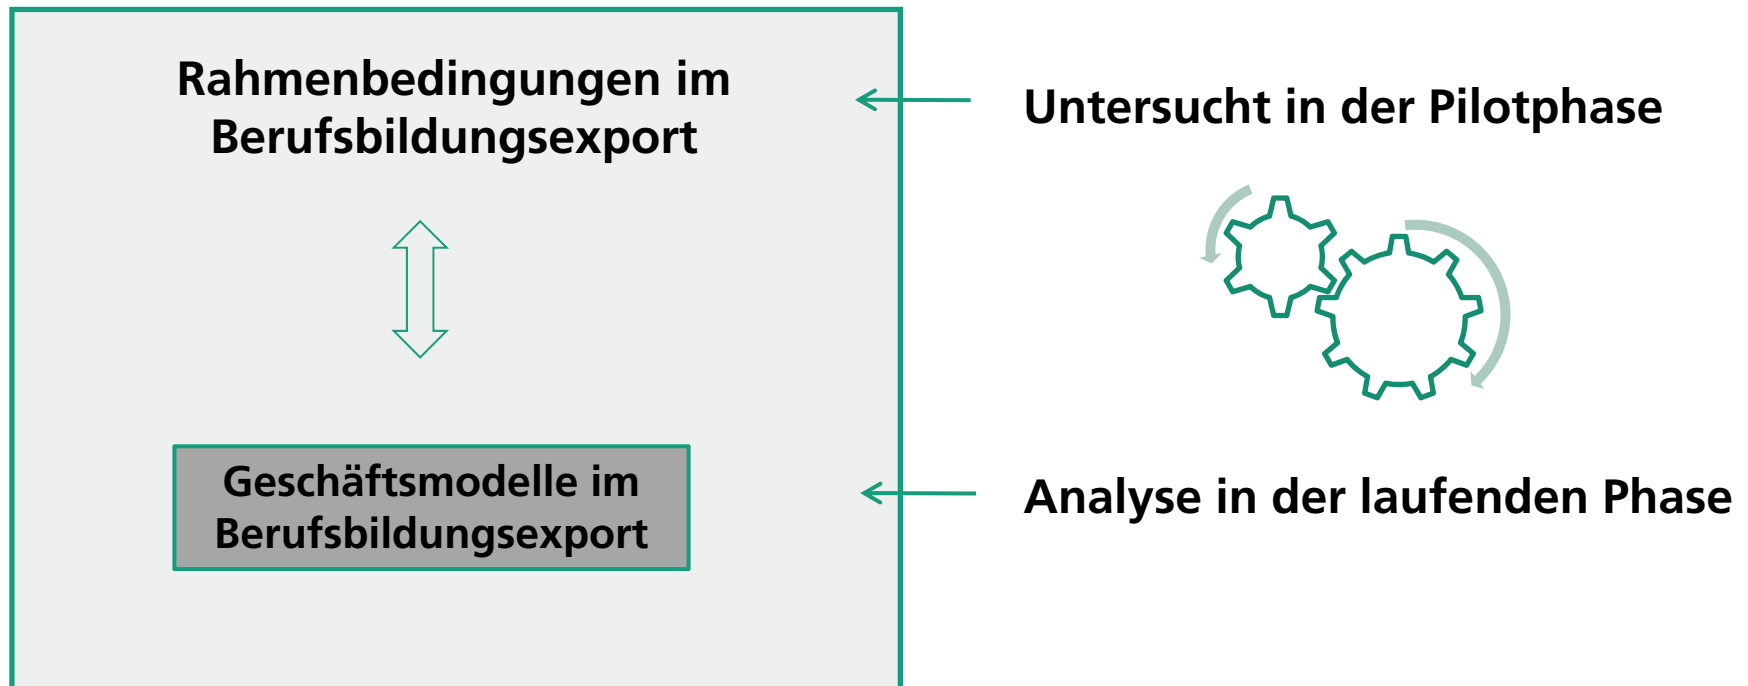 Rahmenbedingungen im
Berufsbildungsexport
Untersucht in der Pilotphase
Geschäftsmodelle im
Berufsbildungsexport
Analyse in der laufenden Phase